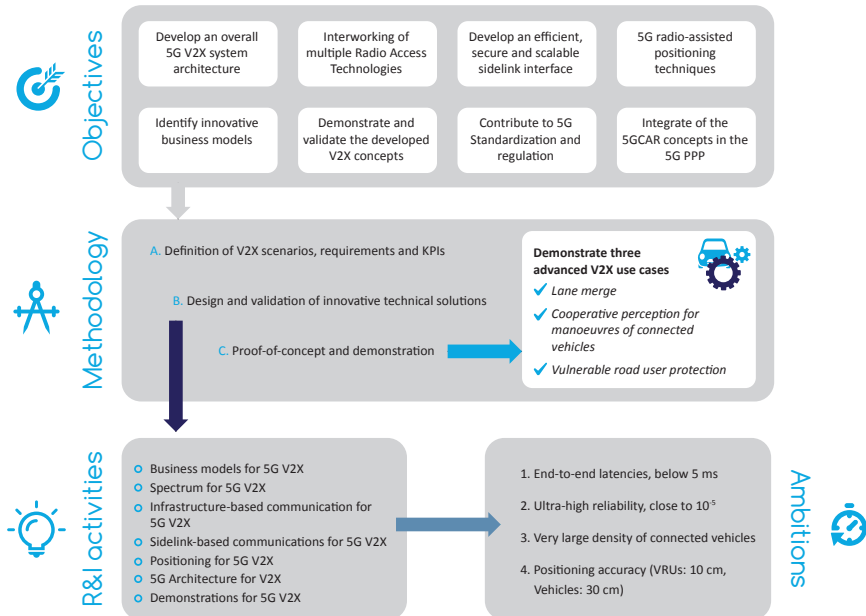 Objectives
Develop an overall
5G V2X system
architecture
Interworking of
multiple Radio Access
Technologies
Develop an efficient,
secure and scalable
sidelink interface
5G radio-assisted
positioning
techniques
Identify innovative
business models
Demonstrate and
validate the developed
V2X concepts
Contribute to 5G
Standardization and
regulation
Integrate of the
5GCAR concepts in the
5G PPP
Methodology
A. Definition of V2X scenarios, requirements and KPIs
B. Design and validation of innovative technical solutions
C. Proof-of-concept and demonstration
Demonstrate three
advanced V2X use cases
Lane merge
Cooperative perception for
manoeuvres of connected
vehicles
Vulnerable road user protection
R&I activities
Business models for 5G V2X
Spectrum for 5G V2X
Infrastructure-based communication for
5G V2X
Sidelink-based communications for 5G V2X
Positioning for 5G V2X
5G Architecture for V2X
Demonstrations for 5G V2X
1. End-to-end latencies, below 5 ms
2. Ultra-high reliability, close to 10⁻⁵
3. Very large density of connected vehicles
4. Positioning accuracy (VRUs: 10 cm,
Vehicles: 30 cm)
Ambitions